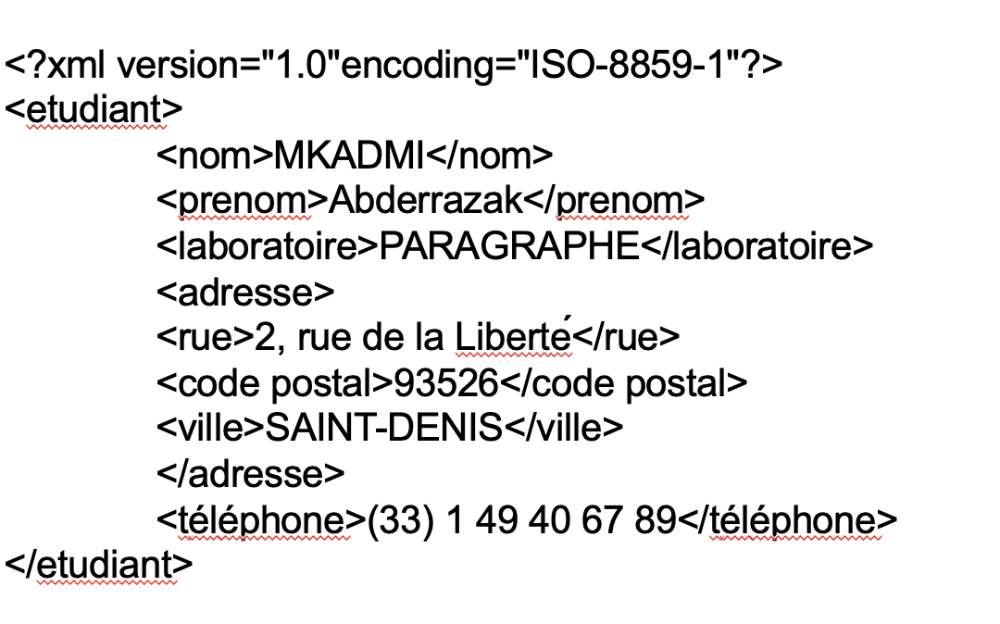 <?xml version="1.0"encoding="ISO-8859-1"?>
<etudiant>
<nom>MKADMI</nom>
<prenom>Abderrazak</prenom>
<laboratoire>PARAGRAPHE</laboratoire>
<adresse>
<rue>2, rue de la Liberté</rue>
<code postal>93526</code postal>
<ville>SAINT-DENIS</ville>
</adresse>
<téléphone>(33) 1 49 40 67 89</téléphone>
</etudiant>